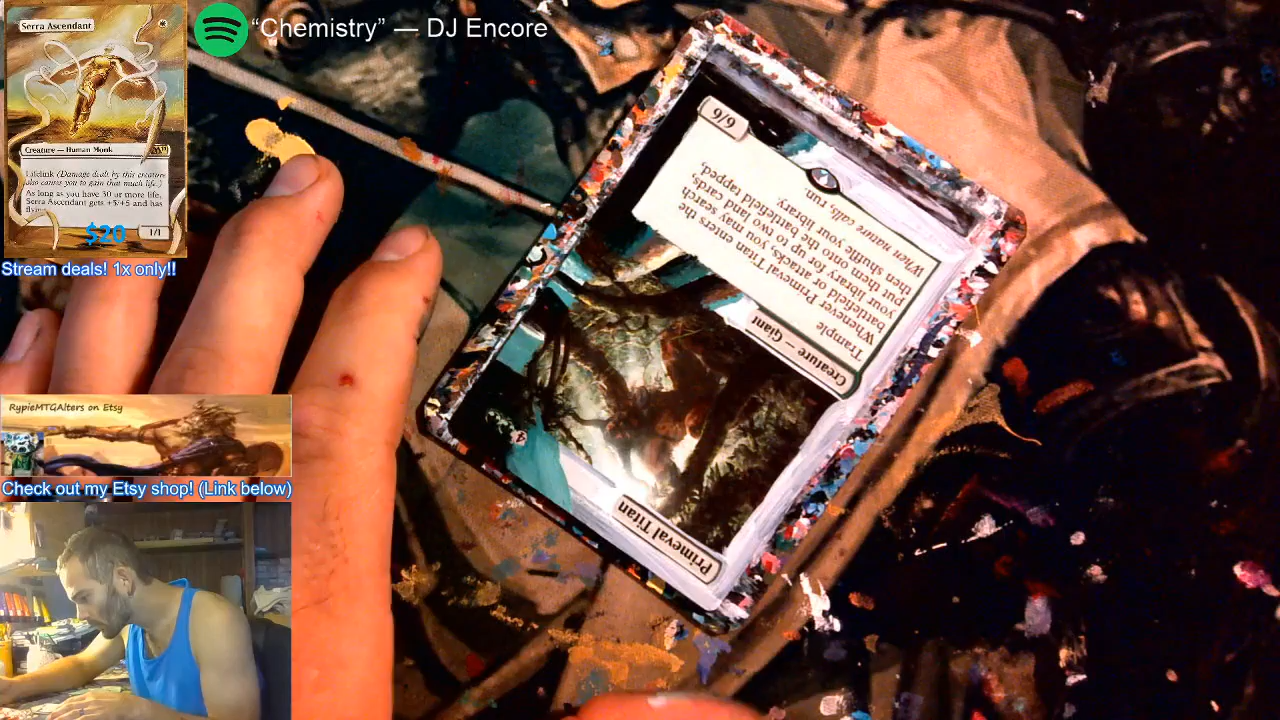 Serra Ascendant
"Chemistry" — DJ Encore
Creature — Human Monk
Lifelink (Damage dealt by this creature
also causes you to gain that much life.)
As long as you have 30 or more life,
Serra Ascendant gets +5/+5 and has
flying
$20
1/1
Stream deals! 1x only!!
RypieMTGAlters on Etsy
Check out my Etsy shop! (Link below)
Primeval Titan
Creature — Giant
Trample
Whenever Primeval Titan enters the
battlefield or attacks, you may search
your library for up to two land cards,
put them onto the battlefield tapped,
then shuffle your library.
When nature calls, run.
6/6